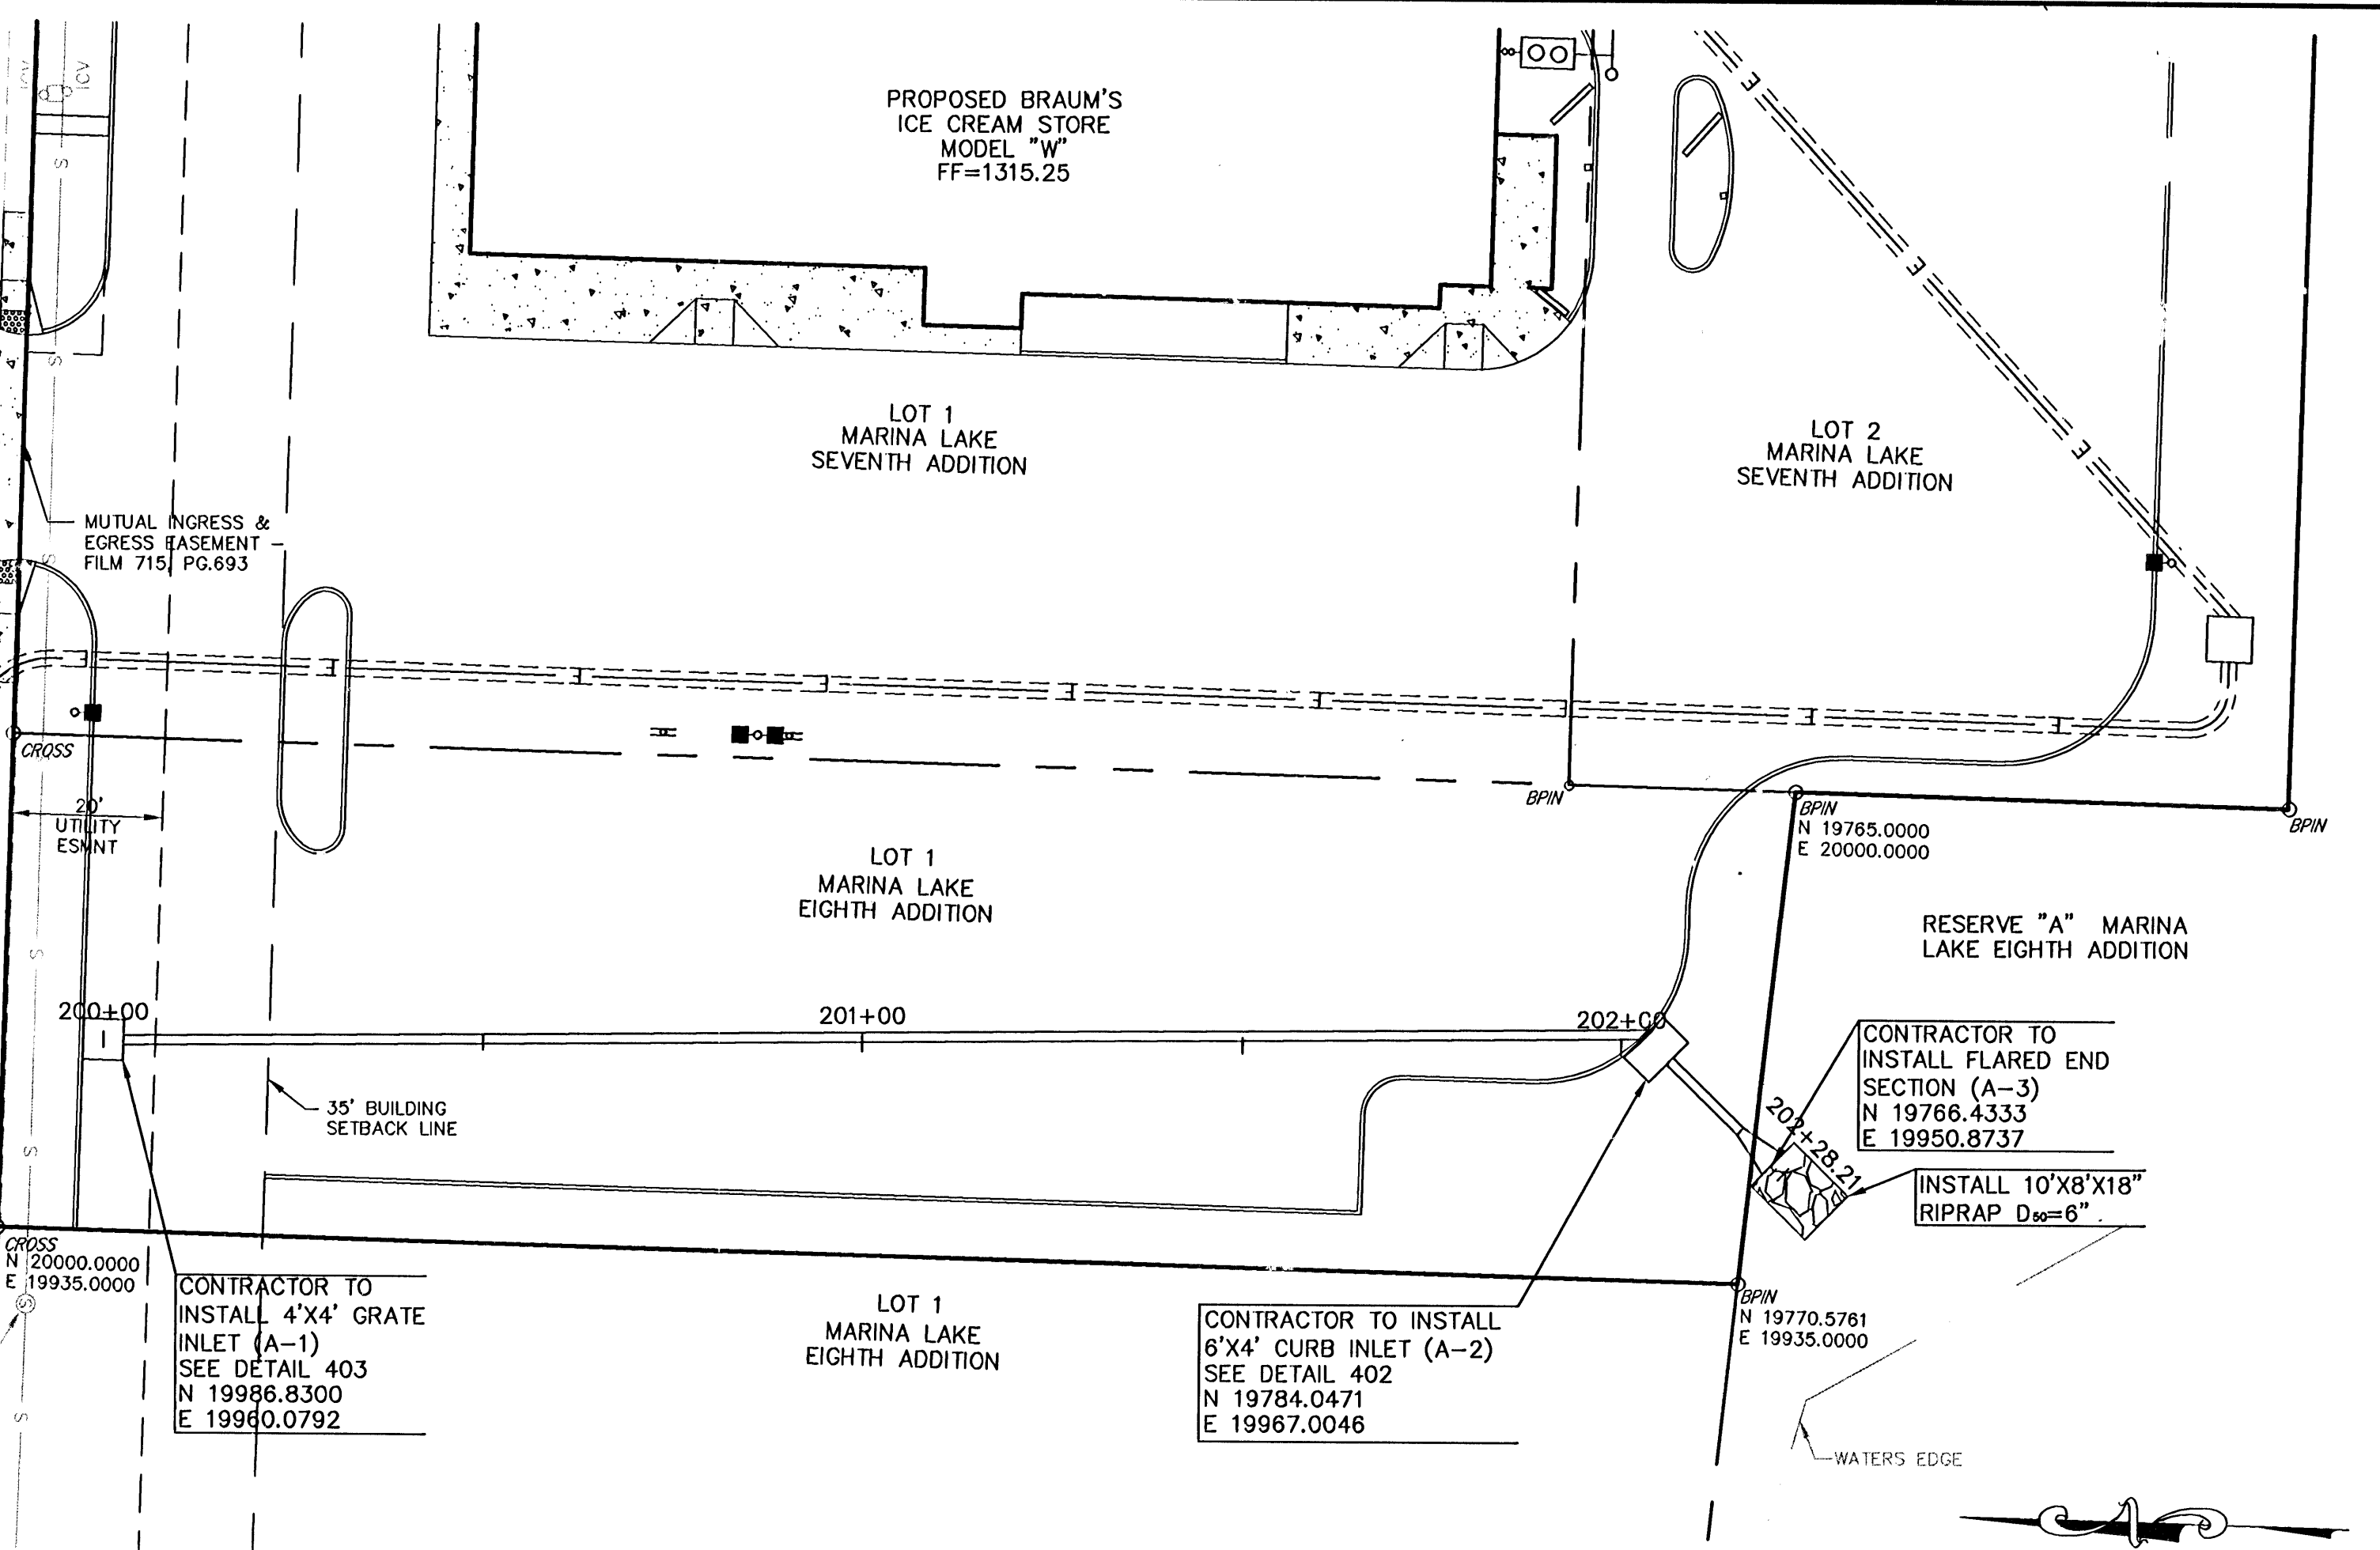 ICV
PROPOSED BRAUM'S
ICE CREAM STORE
MODEL "W"
FF=1315.25
S
S
LOT 1
MARINA LAKE
SEVENTH ADDITION
LOT 2
MARINA LAKE
SEVENTH ADDITION
MUTUAL INGRESS &
EGRESS EASEMENT -
FILM 715, PG.693
S
CROSS
20'
UTILITY
ESMNT
BPIN
BPIN
N 19765.0000
E 20000.0000
BPIN
LOT 1
MARINA LAKE
EIGHTH ADDITION
RESERVE "A" MARINA
LAKE EIGHTH ADDITION
S
200+00
201+00
202+00
CONTRACTOR TO
INSTALL FLARED END
SECTION (A-3)
N 19766.4333
E 19950.8737
35' BUILDING
SETBACK LINE
S
202+28.21
INSTALL 10'X8'X18"
RIPRAP D50=6"
CROSS
N 20000.0000
E 19935.0000
S
CONTRACTOR TO
INSTALL 4'X4' GRATE
INLET (A-1)
SEE DETAIL 403
N 19986.8300
E 19960.0792
LOT 1
MARINA LAKE
EIGHTH ADDITION
CONTRACTOR TO INSTALL
6'X4' CURB INLET (A-2)
SEE DETAIL 402
N 19784.0471
E 19967.0046
BPIN
N 19770.5761
E 19935.0000
S
WATERS EDGE